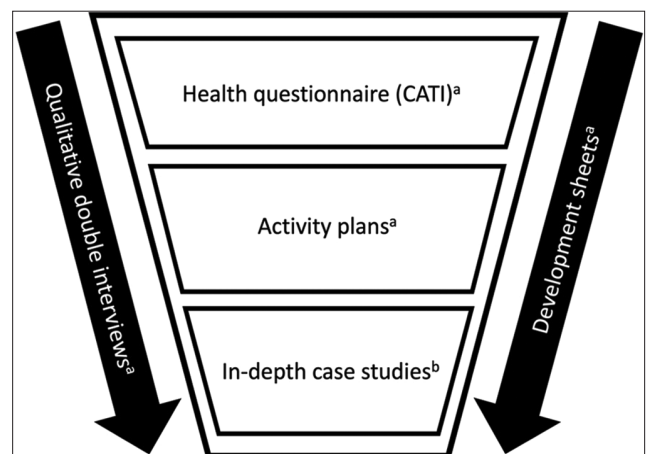 Health questionnaire (CATI)ᵃ
Qualitative double interviewsᵃ
Development sheetsᵃ
Activity plansᵃ
In-depth case studiesᵇ